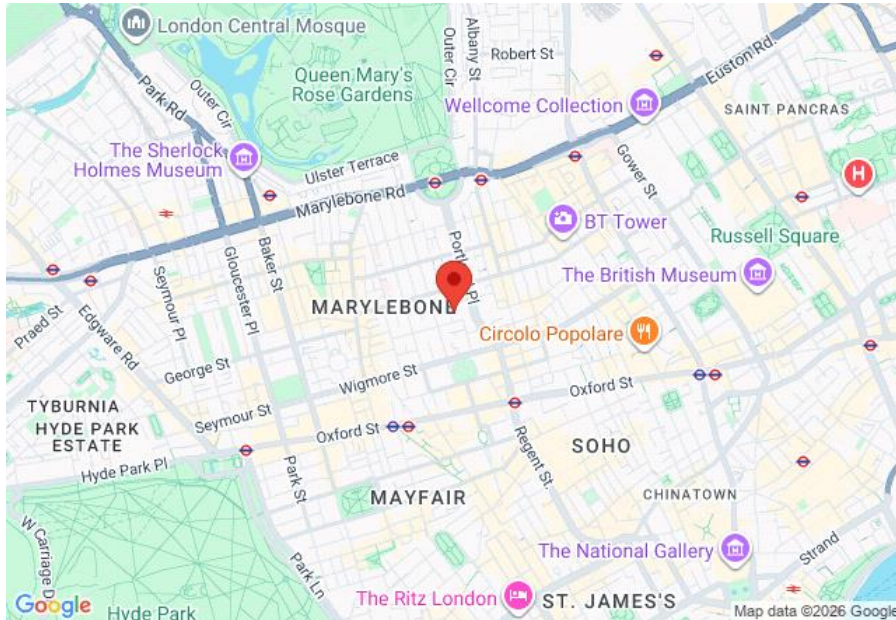 London Central Mosque
Albany St
Outer Cir
Robert St
Euston Rd.
Park Rd
Outer Cir
Queen Mary's
Rose Gardens
Wellcome Collection
SAINT PANCRAS
The Sherlock
Holmes Museum
Ulster Terrace
Gower St
H
Marylebone Rd
BT Tower
Russell Square
Portl
Pl
The British Museum
Baker St
Gloucester Pl
Seymour Pl
MARYLEBONE
Praed St
Edgware Rd
Circolo Popolare
George St
Wigmore St
Oxford St
TYBURNIA
HYDE PARK
ESTATE
Seymour St
Oxford St
Regent St.
SOHO
Hyde Park Pl
Park St
MAYFAIR
CHINATOWN
W Carriage D
The National Gallery
Strand
Park Ln
The Ritz London
ST. JAMES'S
Google
Hyde Park
Map data ©2026 Google